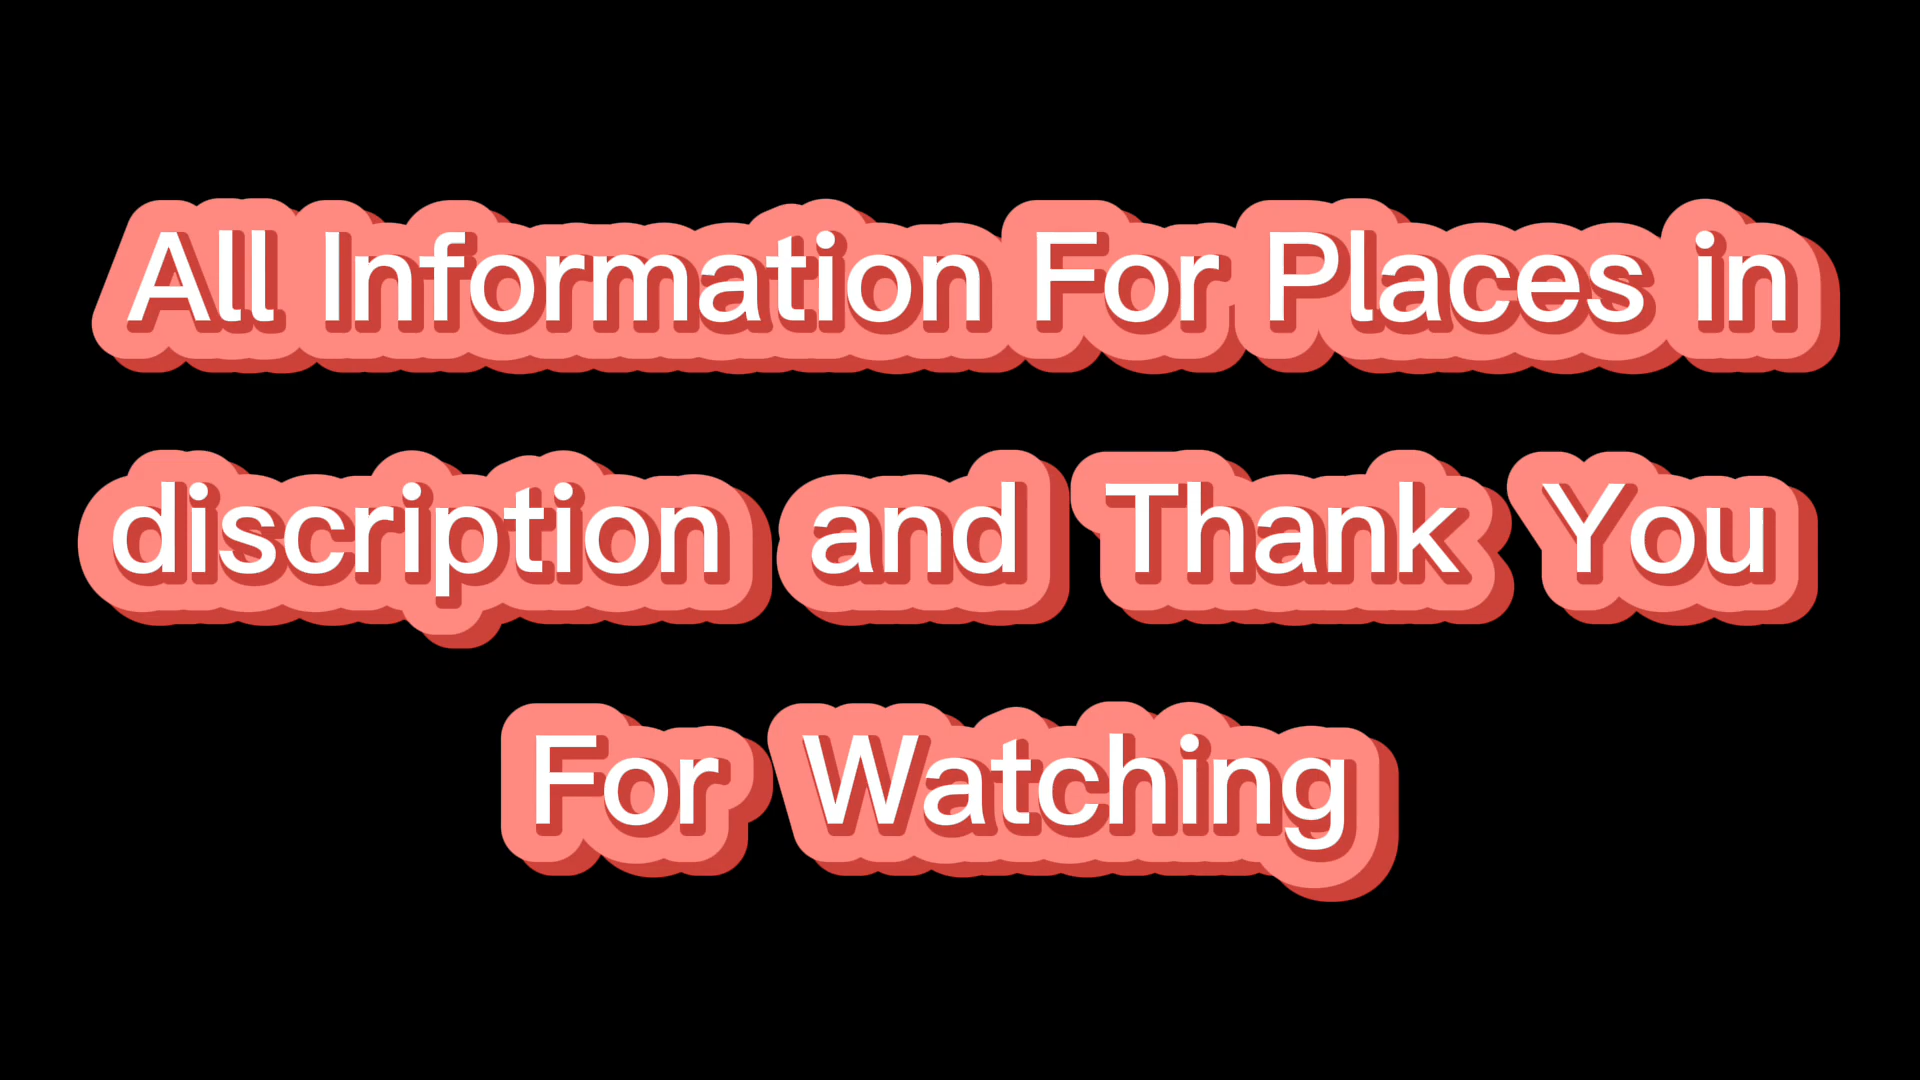 All Information For Places in
discription and Thank You
For Watching